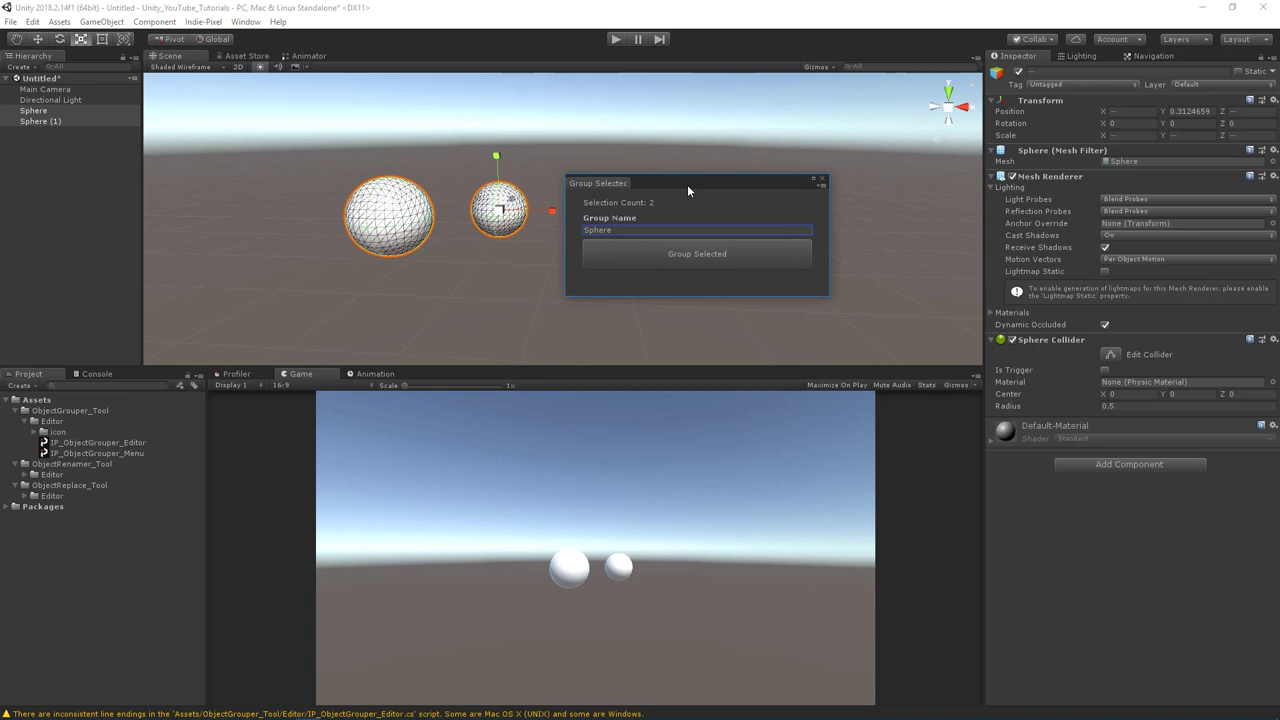 Unity 2018.2.14f1 (64bit) - Untitled - Unity_YouTube_Tutorials - PC, Mac & Linux Standalone* <DX11>
File Edit Assets GameObject Component Indie-Pixel Window Help
Pivot Global Collab Account Layers Layout
Hierarchy
Create All
Untitled*
Main Camera
Directional Light
Sphere
Sphere (1)
Scene Asset Store Animator
Shaded Wireframe 2D Gizmos All
y
Group Selectec
Selection Count: 2
Group Name
Sphere
Group Selected
Project Console
Create
Assets
ObjectGrouper_Tool
Editor
icon
IP_ObjectGrouper_Editor
IP_ObjectGrouper_Menu
ObjectRenamer_Tool
Editor
ObjectReplace_Tool
Editor
Packages
Profiler Game Animation
Display 1 16:9 Scale 1x Maximize On Play Mute Audio Stats Gizmos
Inspector Lighting Navigation
— Static
Tag Untagged Layer Default
Transform
Position X — Y 0.3124659 Z —
Rotation X 0 Y 0 Z 0
Scale X — Y — Z —
Sphere (Mesh Filter)
Mesh Sphere
Mesh Renderer
Lighting
Light Probes Blend Probes
Reflection Probes Blend Probes
Anchor Override None (Transform)
Cast Shadows On
Receive Shadows
Motion Vectors Per Object Motion
Lightmap Static
To enable generation of lightmaps for this Mesh Renderer, please enable
the 'Lightmap Static' property.
Materials
Dynamic Occluded
Sphere Collider
Edit Collider
Is Trigger
Material None (Physic Material)
Center X 0 Y 0 Z 0
Radius 0.5
Default-Material
Shader Standard
Add Component
There are inconsistent line endings in the 'Assets/ObjectGrouper_Tool/Editor/IP_ObjectGrouper_Editor.cs' script. Some are Mac OS X (UNIX) and some are Windows.